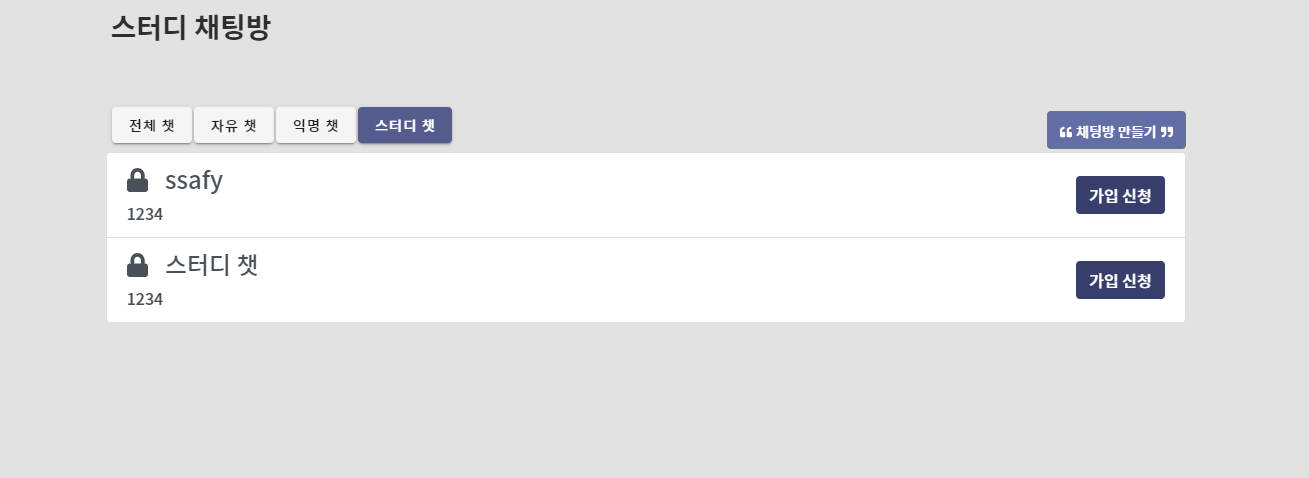 스터디 채팅방
전체 챗 자유 챗 익명 챗 스터디 챗
❝ 채팅방 만들기 ❞
ssafy
1234
가입 신청
스터디 챗
1234
가입 신청